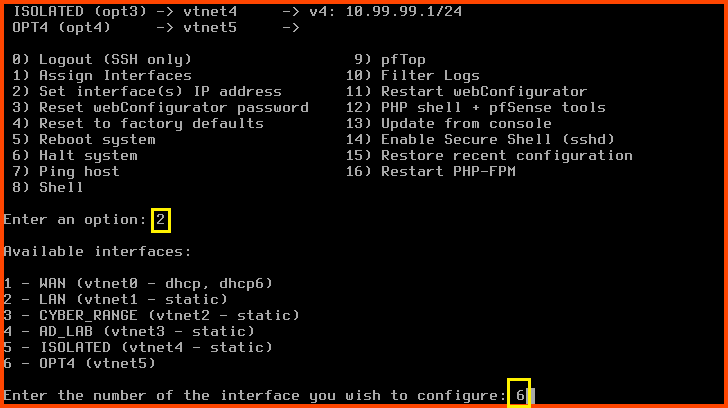 ISOLATED (opt3) -> vtnet4     -> v4: 10.99.99.1/24
OPT4 (opt4)     -> vtnet5     ->
0) Logout (SSH only)                  9) pfTop
1) Assign Interfaces                 10) Filter Logs
2) Set interface(s) IP address       11) Restart webConfigurator
3) Reset webConfigurator password    12) PHP shell + pfSense tools
4) Reset to factory defaults         13) Update from console
5) Reboot system                     14) Enable Secure Shell (sshd)
6) Halt system                       15) Restore recent configuration
7) Ping host                         16) Restart PHP-FPM
8) Shell
Enter an option: 2
Available interfaces:
1 - WAN (vtnet0 - dhcp, dhcp6)
2 - LAN (vtnet1 - static)
3 - CYBER_RANGE (vtnet2 - static)
4 - AD_LAB (vtnet3 - static)
5 - ISOLATED (vtnet4 - static)
6 - OPT4 (vtnet5)
Enter the number of the interface you wish to configure: 6